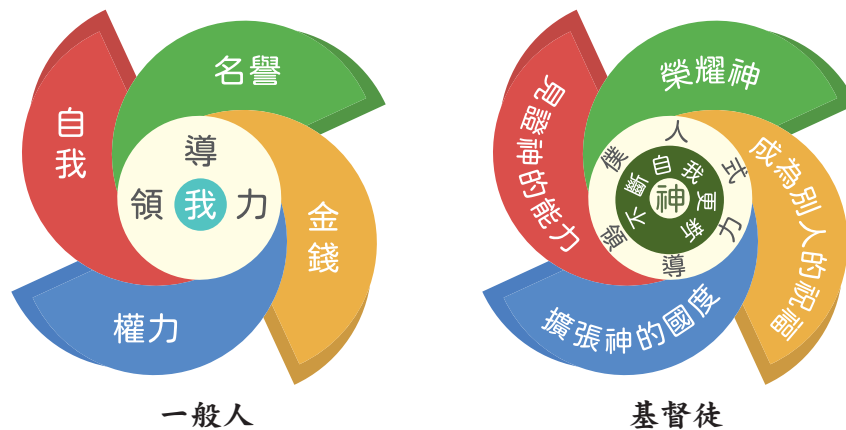 名譽
自我
導
領 我 力
金錢
權力
一般人
榮耀神
見證神的能力
成為別人的祝福
擴張神的國度
僕人式領導力
不斷自我更新
神
基督徒